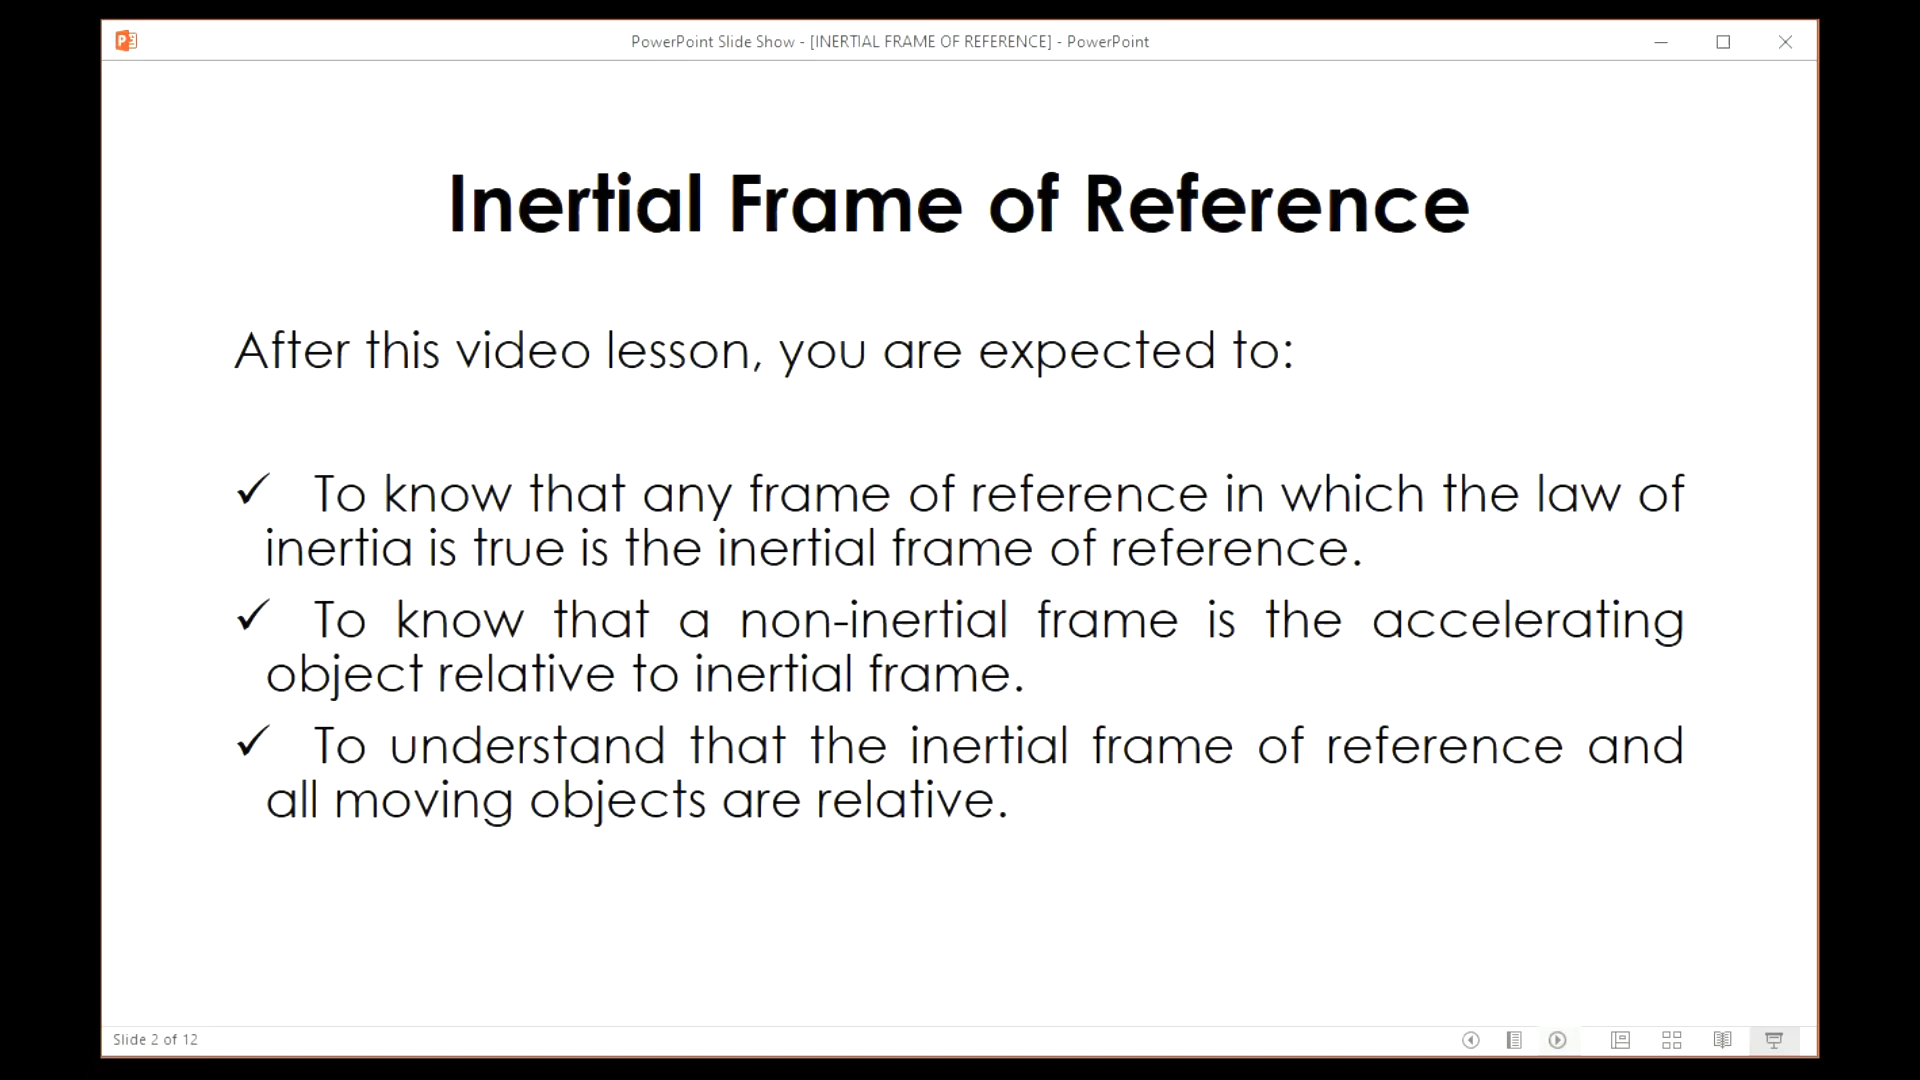 PowerPoint Slide Show - [INERTIAL FRAME OF REFERENCE] - PowerPoint
Inertial Frame of Reference
After this video lesson, you are expected to:
✓ To know that any frame of reference in which the law of
inertia is true is the inertial frame of reference.
✓ To know that a non-inertial frame is the accelerating
object relative to inertial frame.
✓ To understand that the inertial frame of reference and
all moving objects are relative.
Slide 2 of 12